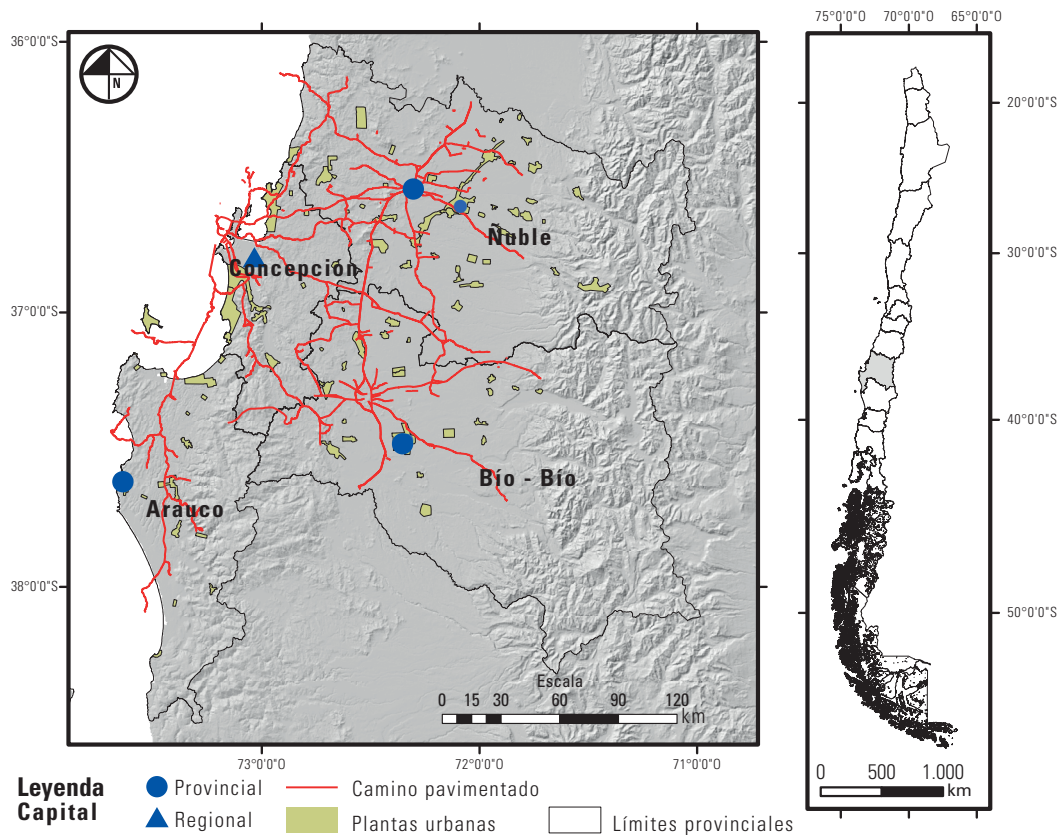 75°0'0"O 70°0'0"O 65°0'0"O
36°0'0"S
N
20°0'0"S
Ñuble
Concepción
30°0'0"S
37°0'0"S
40°0'0"S
Bío - Bío
Arauco
38°0'0"S
50°0'0"S
Escala
0 15 30 60 90 120
km
73°0'0"O 72°0'0"O 71°0'0"O
Leyenda
Capital
Provincial
Regional
Camino pavimentado
Plantas urbanas
Límites provinciales
0 500 1.000
km